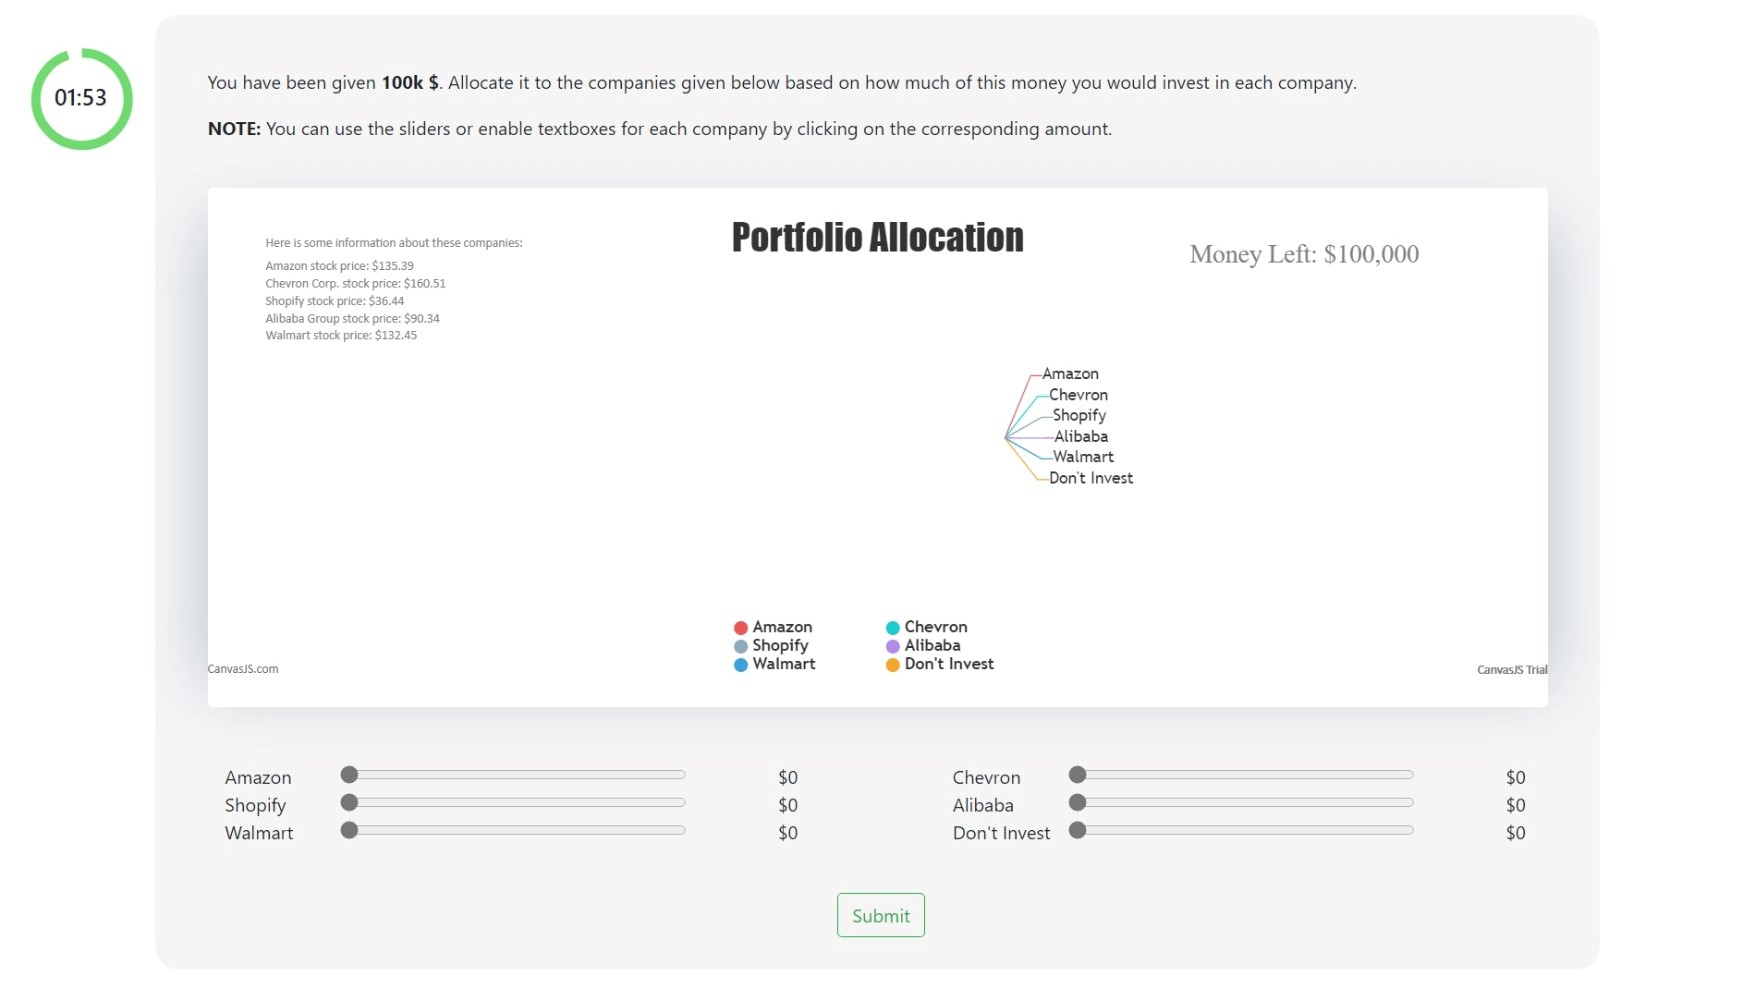 01:53
You have been given 100k $. Allocate it to the companies given below based on how much of this money you would invest in each company.
NOTE: You can use the sliders or enable textboxes for each company by clicking on the corresponding amount.
Portfolio Allocation
Here is some information about these companies:
Amazon stock price: $135.39
Chevron Corp. stock price: $160.51
Shopify stock price: $36.44
Alibaba Group stock price: $90.34
Walmart stock price: $132.45
Money Left: $100,000
Amazon
Chevron
Shopify
Alibaba
Walmart
Don't Invest
Amazon Chevron
Shopify Alibaba
Walmart Don't Invest
CanvasJS.com
CanvasJS Trial
Amazon $0 Chevron $0
Shopify $0 Alibaba $0
Walmart $0 Don't Invest $0
Submit